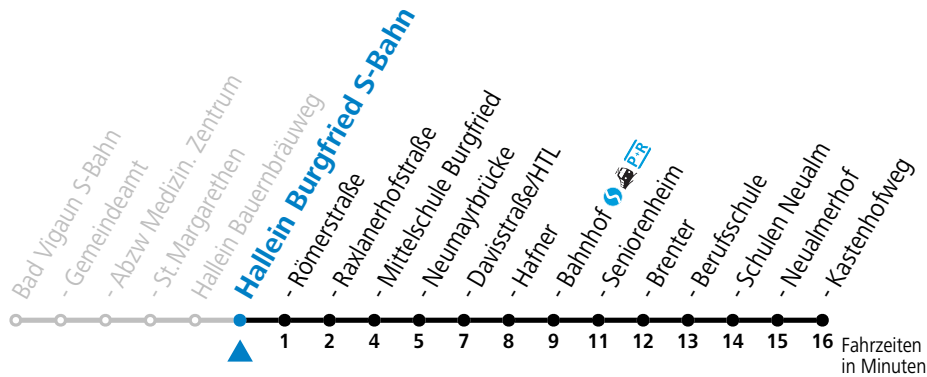 Bad Vigaun S-Bahn
- Gemeindeamt
- Abzw Medizin. Zentrum
- St.Margarethen
Hallein Bauernbräuweg
Hallein Burgfried S-Bahn
- Römerstraße
- Raxlanerhofstraße
- Mittelschule Burgfried
- Neumayrbrücke
- Davisstraße/HTL
- Hafner
- Bahnhof S P+R
- Seniorenheim
- Brenter
- Berufsschule
- Schulen Neualm
- Neualmerhof
- Kastenhofweg
1 2 4 5 7 8 9 11 12 13 14 15 16 Fahrzeiten
in Minuten